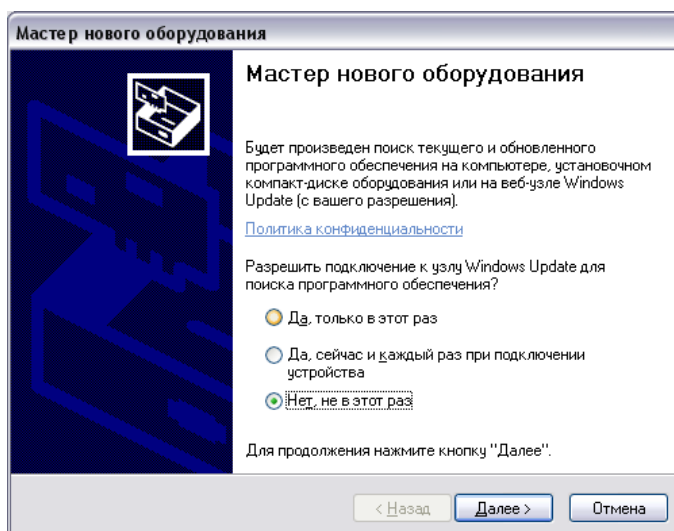 Мастер нового оборудования
Мастер нового оборудования
Будет произведен поиск текущего и обновленного
программного обеспечения на компьютере, установочном
компакт-диске оборудования или на веб-узле Windows
Update (с вашего разрешения).
Политика конфиденциальности
Разрешить подключение к узлу Windows Update для
поиска программного обеспечения?
Да, только в этот раз
Да, сейчас и каждый раз при подключении
устройства
Нет, не в этот раз
Для продолжения нажмите кнопку "Далее".
< Назад
Далее >
Отмена